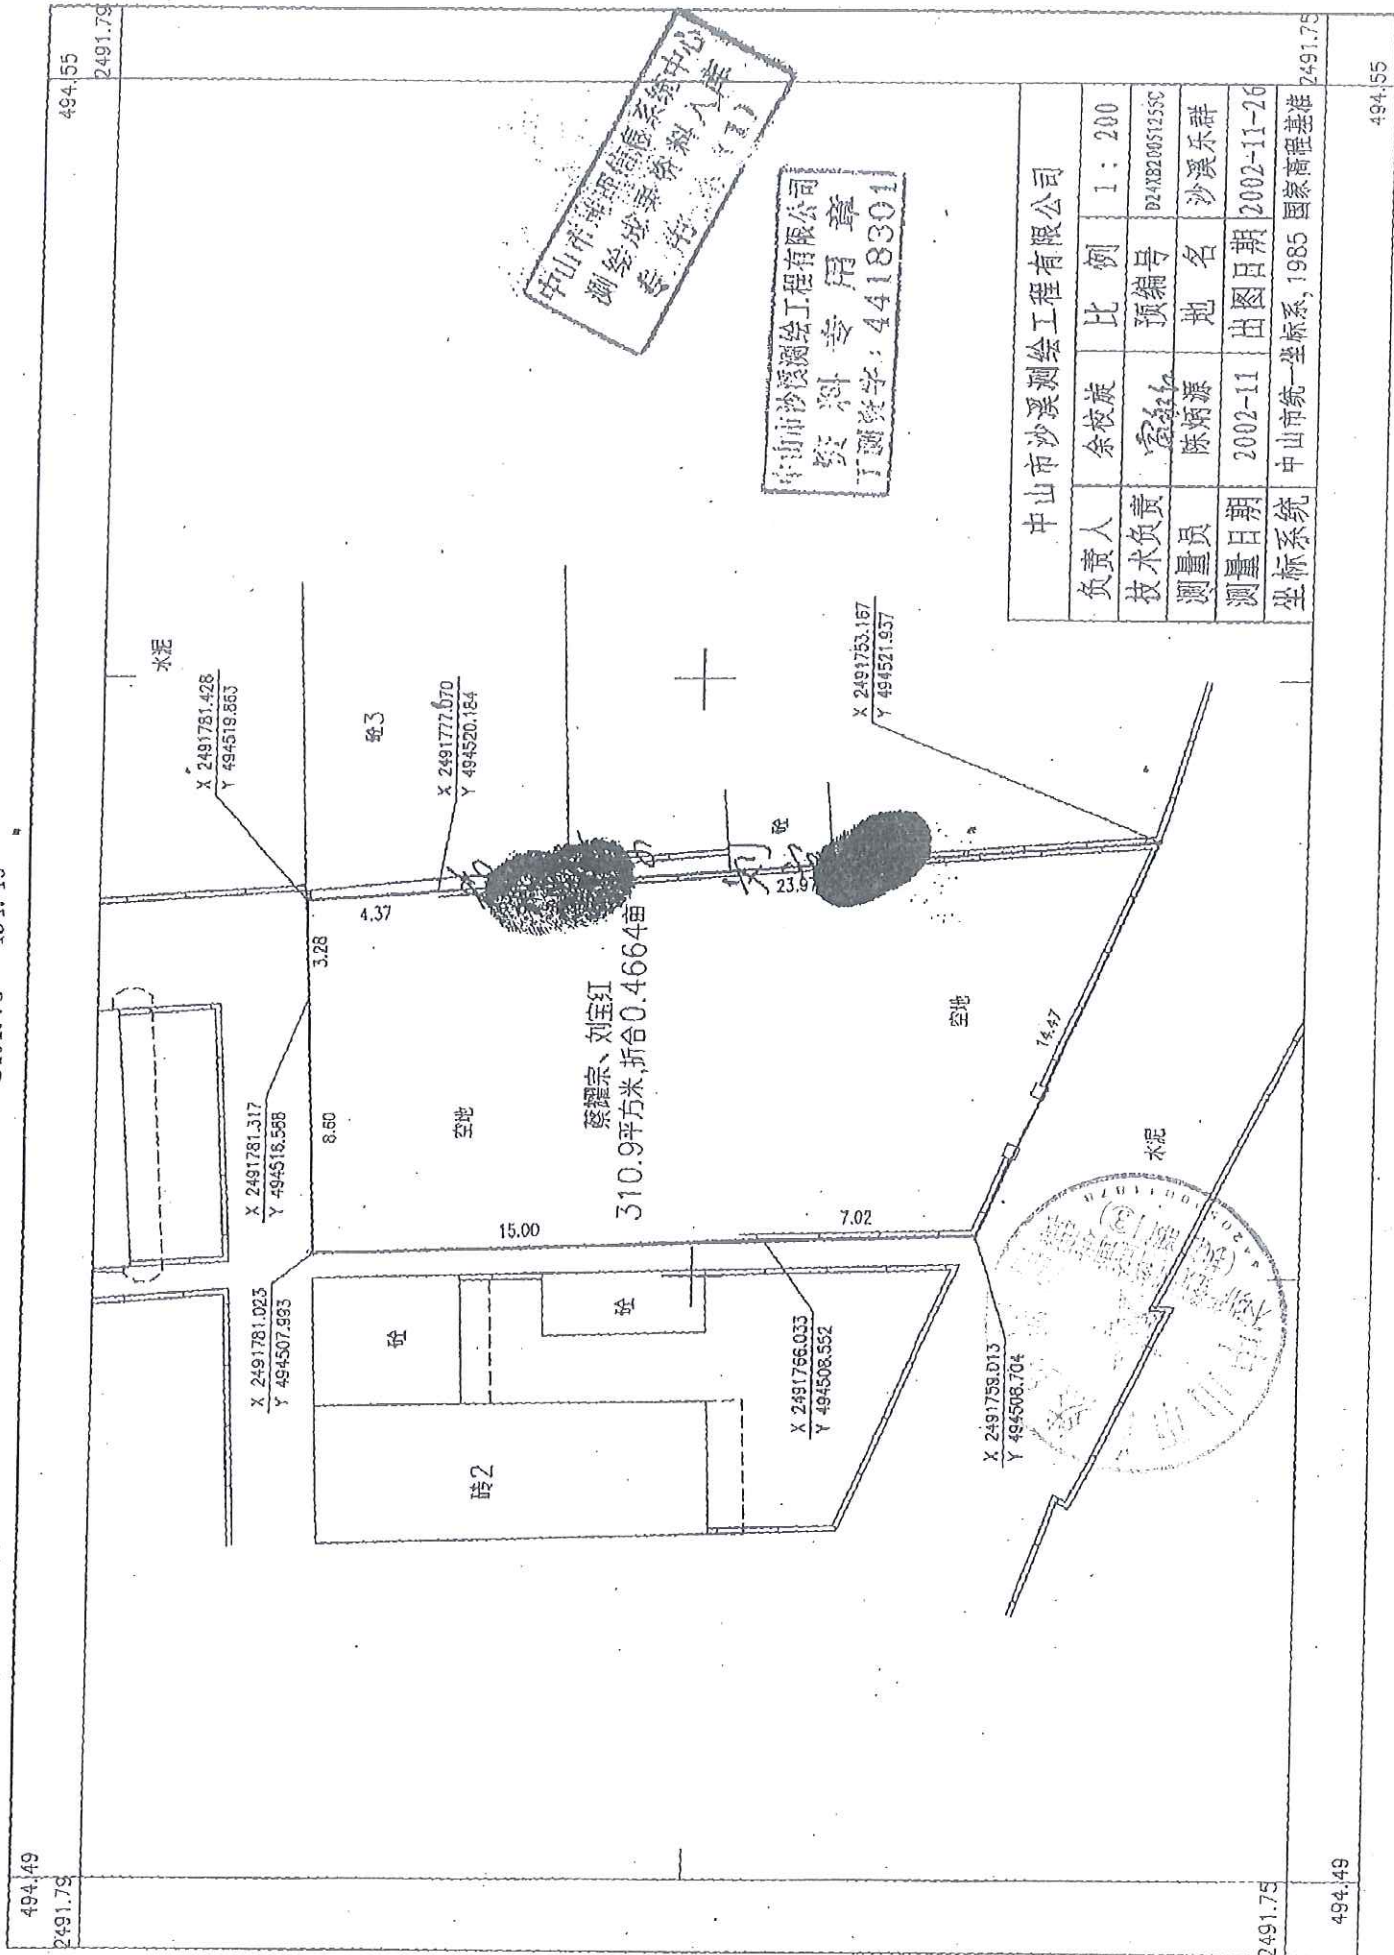 494.49
494.55
2491.79
2491.79
X 2491781.023
Y 494507.993
X 2491781.317
Y 494516.588
X 2491781.428
Y 494519.863
水泥
8.60
3.28
4.37
砼3
X 2491777.070
Y 494520.184
砼
砖2
空地
15.00
砼
蔡耀宗、刘宝红
310.9平方米,折合0.4664亩
砼
23.97
7.02
空地
X 2491766.033
Y 494508.552
X 2491753.167
Y 494521.937
X 2491759.013
Y 494508.704
14.47
水泥
中山市地理信息系统中心
测绘成果资料入库
专用章
中山市沙溪测绘工程有限公司
资料专用章
丁测资字:4418301
中山市沙溪测绘工程有限公司
负责人 余校旋 比例 1:200
技术负责 预编号 D24XB20051255C
测量员 陈炳源 地名 沙溪乐群
测量日期 2002-11 出图日期 2002-11-26
坐标系统 中山市统一坐标系,1985 国家高程基准
2491.75
2491.75
494.49
494.55